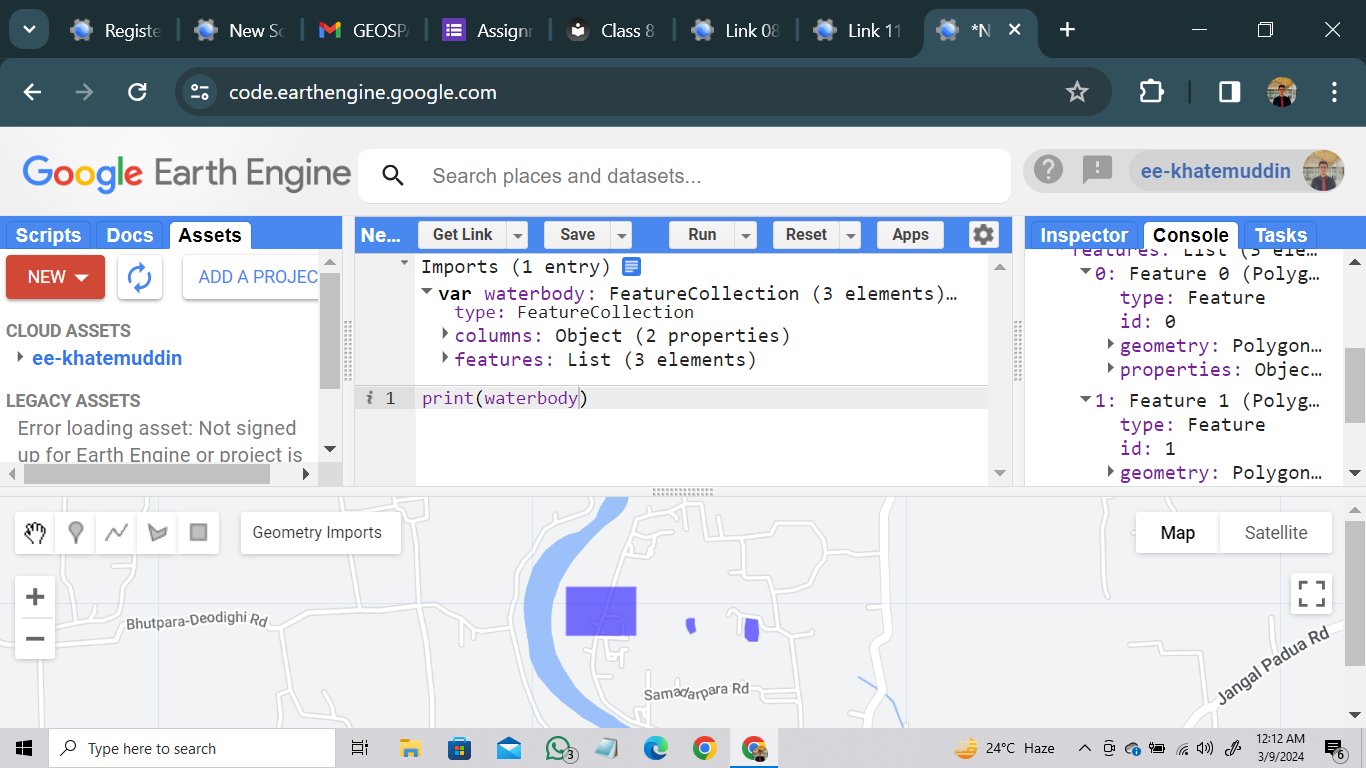 Registe
New Sc
GEOSPA
Assignm
Class 8
Link 08
Link 11
*N
code.earthengine.google.com
Google Earth Engine
Search places and datasets...
ee-khatemuddin
Scripts
Docs
Assets
NEW
ADD A PROJEC
CLOUD ASSETS
ee-khatemuddin
LEGACY ASSETS
Error loading asset: Not signed
up for Earth Engine or project is
Ne...
Get Link
Save
Run
Reset
Apps
Imports (1 entry)
var waterbody: FeatureCollection (3 elements)…
type: FeatureCollection
columns: Object (2 properties)
features: List (3 elements)
i 1 print(waterbody)
Inspector
Console
Tasks
features: List (3 ele…
0: Feature 0 (Polyg…
type: Feature
id: 0
geometry: Polygon…
properties: Objec…
1: Feature 1 (Polyg…
type: Feature
id: 1
geometry: Polygon…
Geometry Imports
Map
Satellite
+
−
Bhutpara-Deodighi Rd
Samadarpara Rd
Jangal Padua Rd
Type here to search
3
24°C Haze
12:12 AM
3/9/2024
6